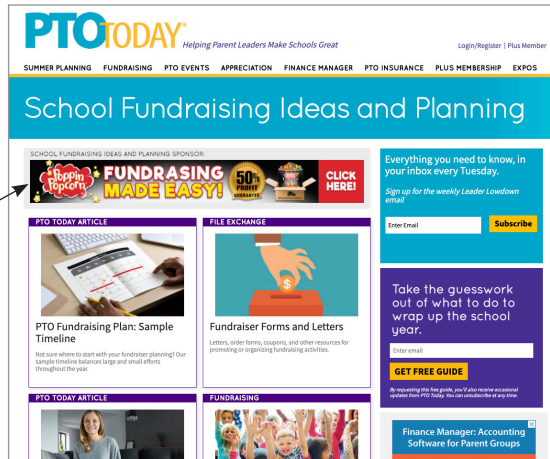 PTO TODAY®
Helping Parent Leaders Make Schools Great
Login/Register | Plus Member
SUMMER PLANNING FUNDRAISING PTO EVENTS APPRECIATION FINANCE MANAGER PTO INSURANCE PLUS MEMBERSHIP EXPOS
School Fundraising Ideas and Planning
SCHOOL FUNDRAISING IDEAS AND PLANNING SPONSOR:
Poppin
Popcorn
FUNDRASING
MADE EASY!
50%
PROFIT
GUARANTEE
CLICK
HERE!
PTO TODAY ARTICLE
PTO Fundraising Plan: Sample
Timeline
Not sure where to start with your fundraiser planning? Our
sample timeline balances large and small efforts
throughout the year.
FILE EXCHANGE
$
Fundraiser Forms and Letters
Letters, order forms, coupons, and other resources for
promoting or organizing fundraising activities.
PTO TODAY ARTICLE
FUNDRAISING
Everything you need to know, in
your inbox every Tuesday.
Sign up for the weekly Leader Lowdown
email
Enter Email
Subscribe
Take the guesswork
out of what to do to
wrap up the school
year.
Enter email
GET FREE GUIDE
By requesting this free guide, you'll also receive occasional
updates from PTO Today. You can unsubscribe at any time.
Finance Manager: Accounting
Software for Parent Groups